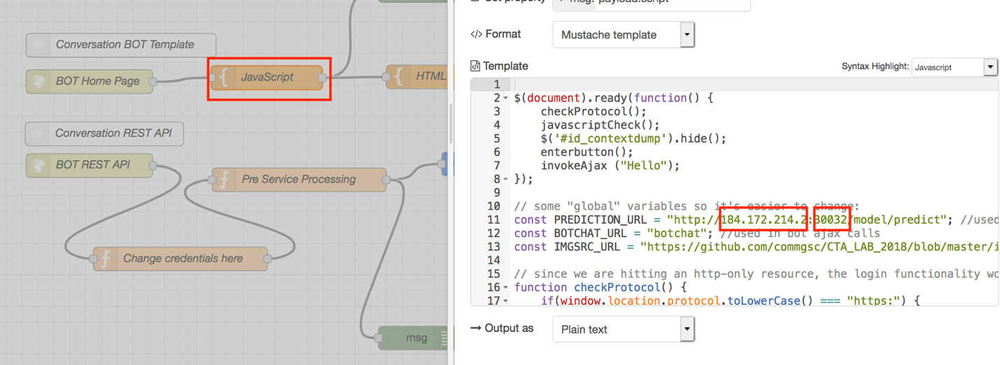 Conversation BOT Template
BOT Home Page
JavaScript
HTML
Conversation REST API
BOT REST API
Pre Service Processing
Change credentials here
msg
msg. payload.script
</> Format
Mustache template
Template
Syntax Highlight: Javascript
1
2 $(document).ready(function() {
3 checkProtocol();
4 javascriptCheck();
5 $('#id_contextdump').hide();
6 enterbutton();
7 invokeAjax ("Hello");
8 });
9
10 // some "global" variables so it's easier to change:
11 const PREDICTION_URL = "http://184.172.214.2:30032/model/predict"; //used
12 const BOTCHAT_URL = "botchat"; //used in bot ajax calls
13 const IMGSRC_URL = "https://github.com/commgsc/CTA_LAB_2018/blob/master/i
14
15 // since we are hitting an http-only resource, the login functionality wo
16 function checkProtocol() {
17 if(window.location.protocol.toLowerCase() === "https:") {
Output as
Plain text